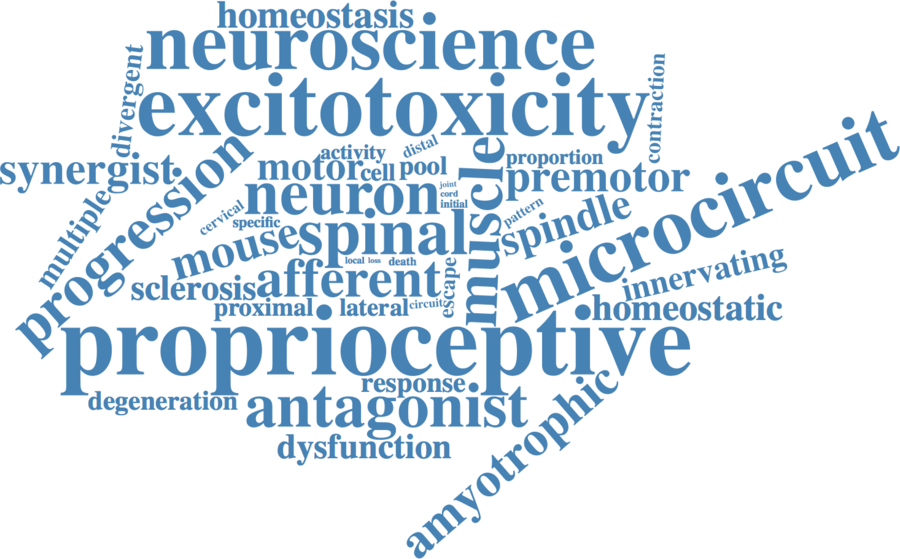 homeostasis
neuroscience
divergent
excitotoxicity
contraction
microcircuit
synergist
progression
motor
activity
cell
distal
pool
muscle
proportion
premotor
multiple
neuron
joint
cord
initial
pattern
spindle
cervical
specific
mouse
spinal
local
loss
death
innervating
sclerosis
afferent
escape
proximal
lateral
circuit
homeostatic
proprioceptive
response
degeneration
antagonist
amyotrophic
dysfunction